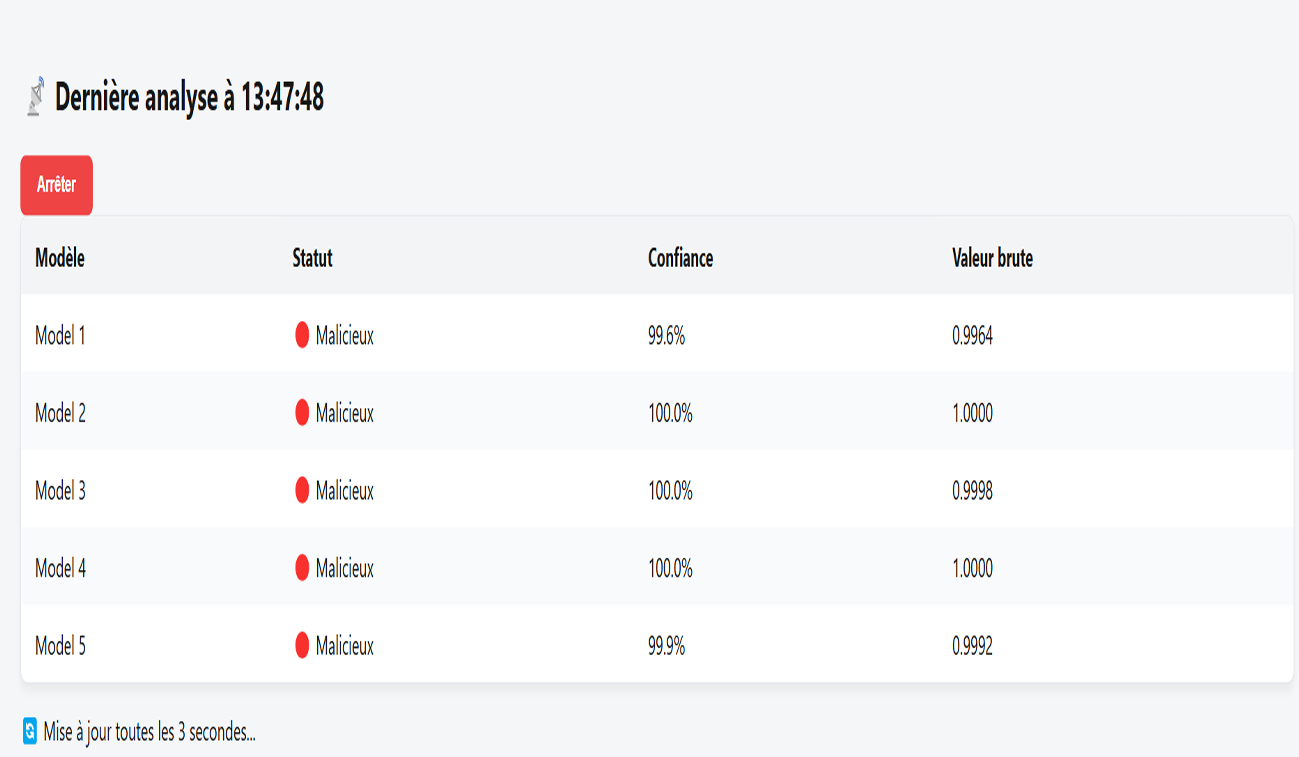 Dernière analyse à 13:47:48
Arrêter
Modèle Statut Confiance Valeur brute
Model 1 Malicieux 99.6% 0.9964
Model 2 Malicieux 100.0% 1.0000
Model 3 Malicieux 100.0% 0.9998
Model 4 Malicieux 100.0% 1.0000
Model 5 Malicieux 99.9% 0.9992
Mise à jour toutes les 3 secondes...